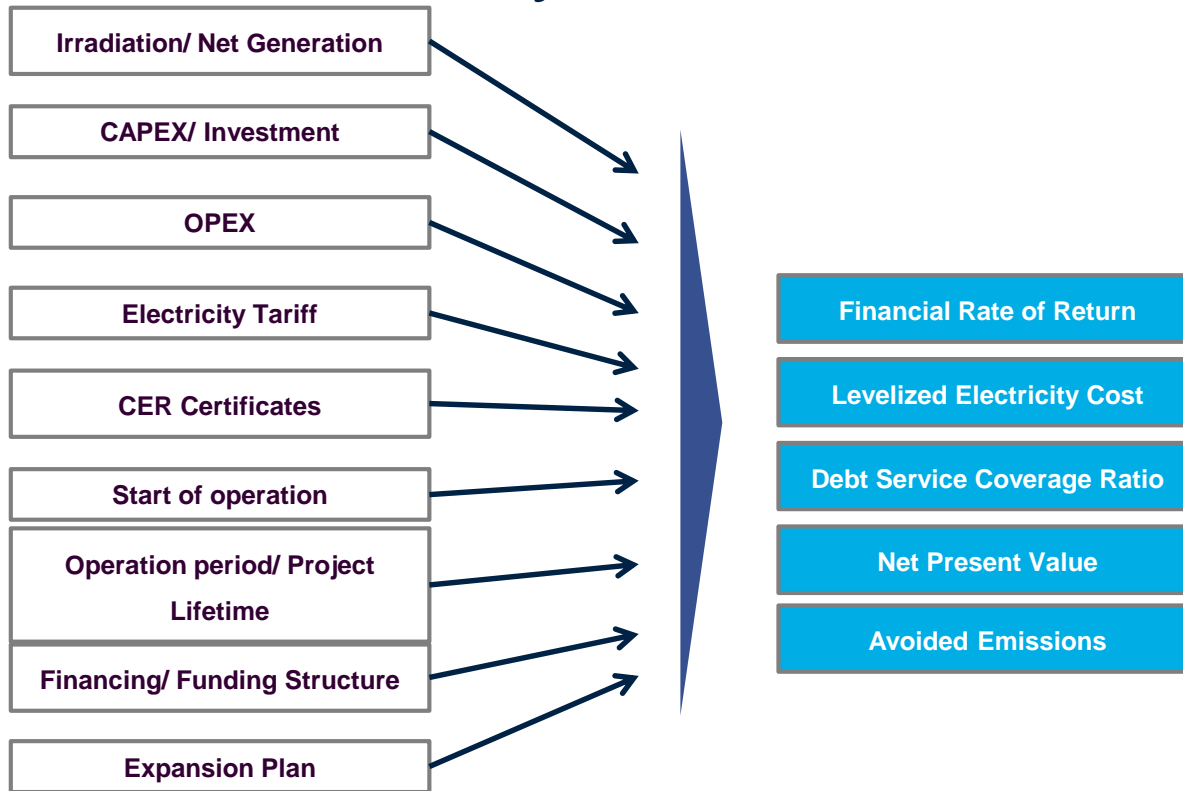 Irradiation/ Net Generation
CAPEX/ Investment
OPEX
Electricity Tariff
CER Certificates
Start of operation
Operation period/ Project
Lifetime
Financing/ Funding Structure
Expansion Plan
Financial Rate of Return
Levelized Electricity Cost
Debt Service Coverage Ratio
Net Present Value
Avoided Emissions